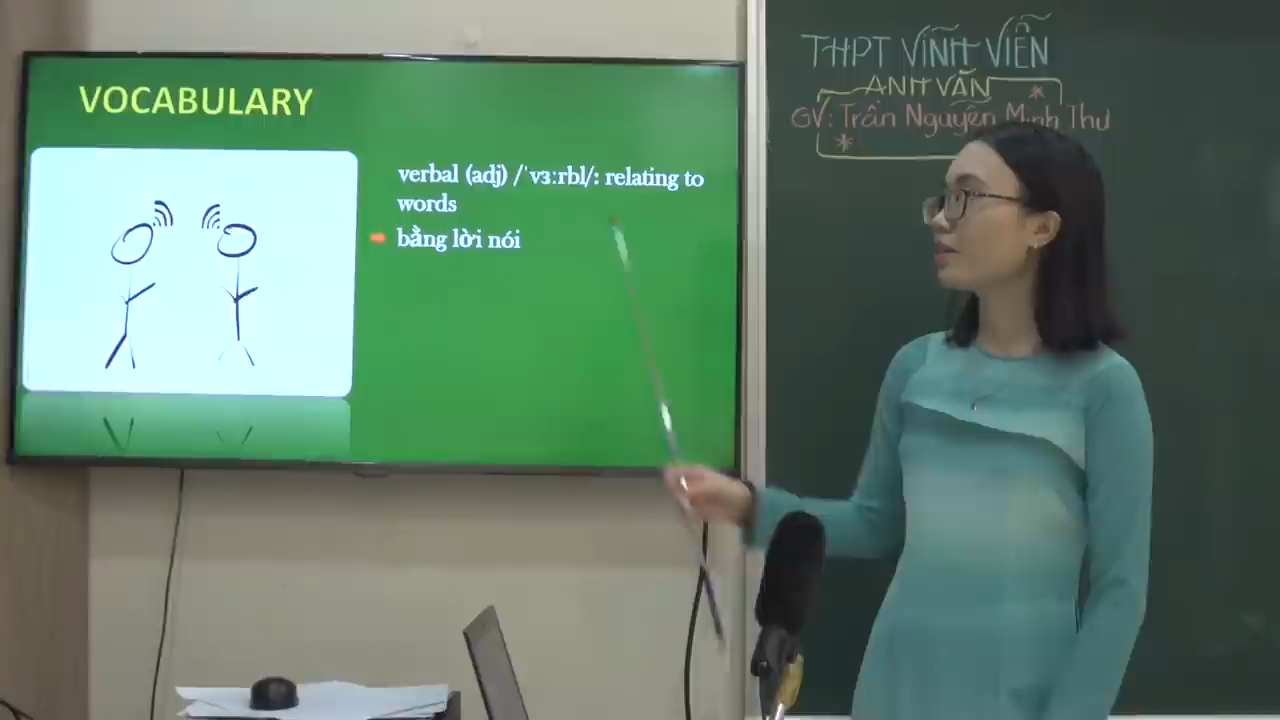 VOCABULARY
verbal (adj) /ˈvɜːrbl/: relating to
words
bằng lời nói
THPT VĨNH VIỄN
ANH VĂN
*
GV: Trần Nguyễn Minh Thư
*